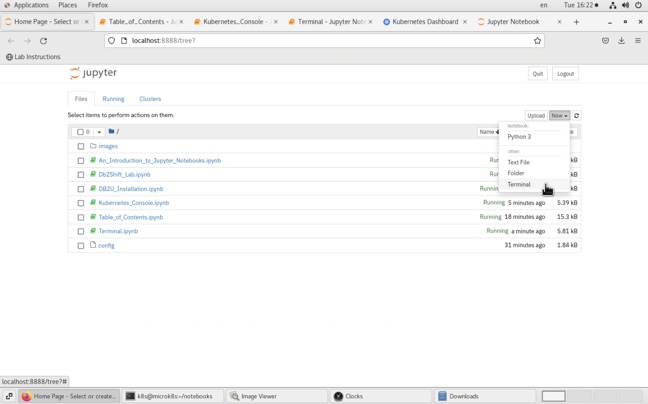 Applications Places Firefox en Tue 16:22
Home Page - Select or Table_of_Contents - Ju Kubernetes_Console - Terminal - Jupyter Note Kubernetes Dashboard Jupyter Notebook
localhost:8888/tree?
Lab Instructions
jupyter Quit Logout
Files Running Clusters
Select items to perform actions on them. Upload New
0 / Name
Notebook:
Python 3
Other:
Text File
Folder
Terminal
images
An_Introduction_to_Jupyter_Notebooks.ipynb kB
Db2Shift_Lab.ipynb kB
DB2U_Installation.ipynb kB
Kubernetes_Console.ipynb Running 5 minutes ago 5.39 kB
Table_of_Contents.ipynb Running 18 minutes ago 15.3 kB
Terminal.ipynb Running a minute ago 5.81 kB
config 31 minutes ago 1.84 kB
localhost:8888/tree?#
Home Page - Select or create... k8s@microk8s:~/notebooks Image Viewer Clocks Downloads